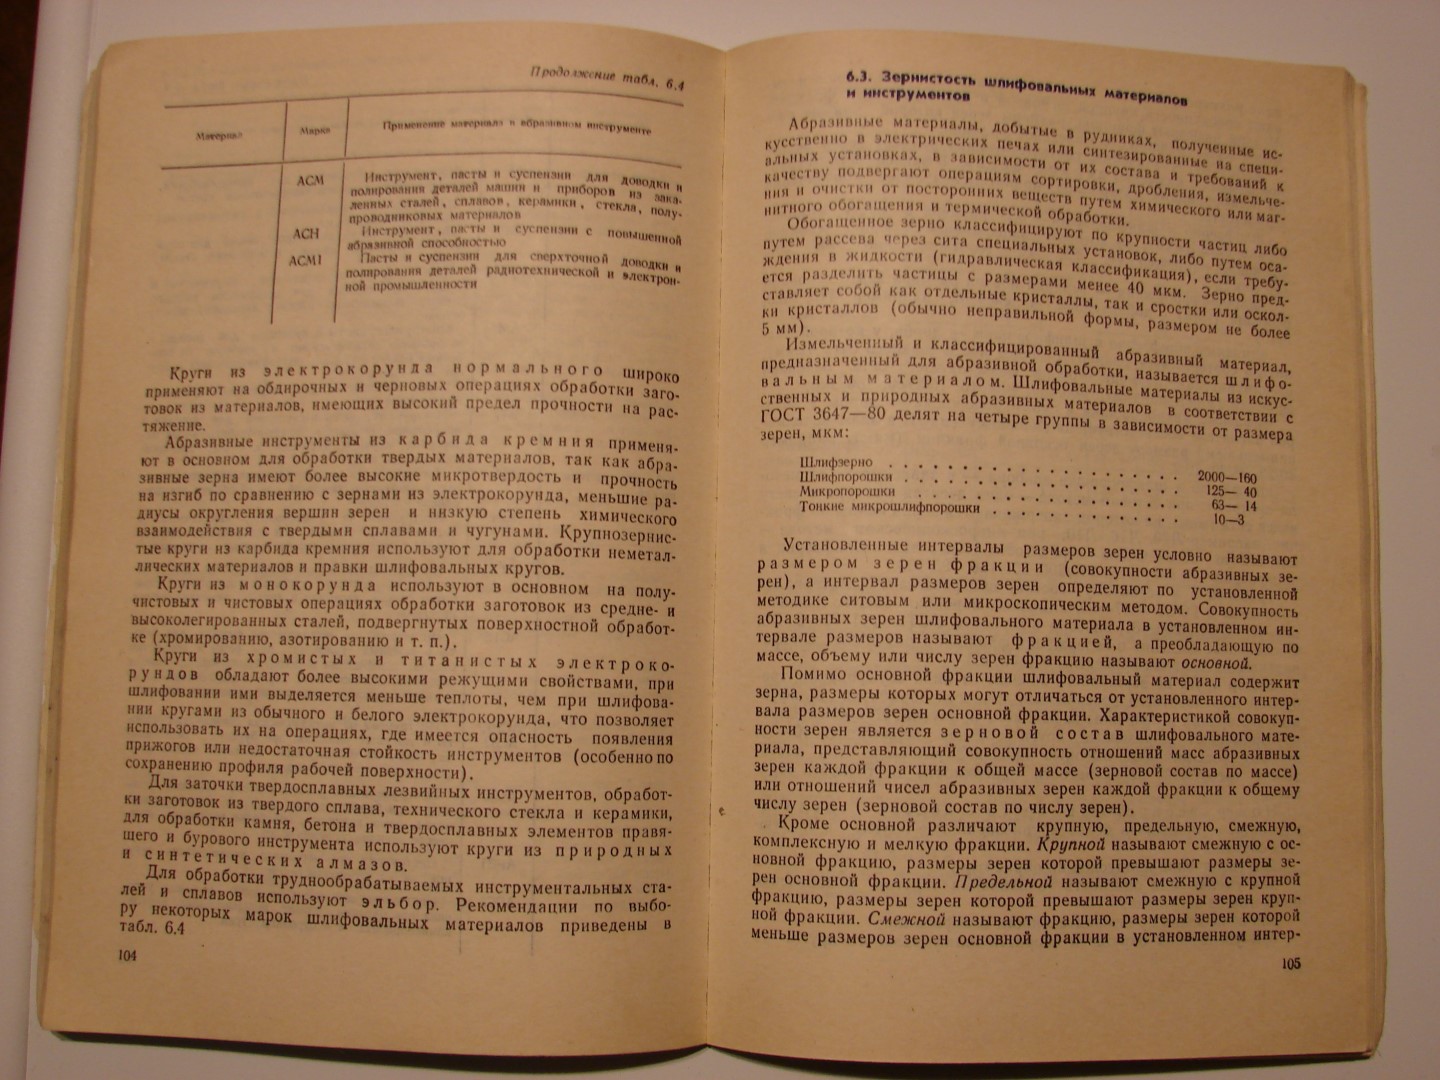 Продолжение табл. 6.4
Материал
Марка
Применение материала в абразивном инструменте
АСМ
Инструмент, пасты и суспензии для доводки и
полирования деталей машин и приборов из зака-
ленных сталей, сплавов, керамики, стекла, полу-
проводниковых материалов
АСН
Инструмент, пасты и суспензии с повышенной
абразивной способностью
АСМ1
Пасты и суспензии для сверхточной доводки и
полирования деталей радиотехнической и электрон-
ной промышленности
Круги из электрокорунда нормального широко
применяют на обдирочных и черновых операциях обработки заго-
товок из материалов, имеющих высокий предел прочности на рас-
тяжение.
Абразивные инструменты из карбида кремния применя-
ют в основном для обработки твердых материалов, так как абра-
зивные зерна имеют более высокие микротвердость и прочность
на изгиб по сравнению с зернами из электрокорунда, меньшие ра-
диусы округления вершин зерен и низкую степень химического
взаимодействия с твердыми сплавами и чугунами. Крупнозернис-
тые круги из карбида кремния используют для обработки неметал-
лических материалов и правки шлифовальных кругов.
Круги из монокорунда используют в основном на полу-
чистовых и чистовых операциях обработки заготовок из средне- и
высоколегированных сталей, подвергнутых поверхностной обработ-
ке (хромированию, азотированию и т. п.).
Круги из хромистых и титанистых электроко-
рундов обладают более высокими режущими свойствами, при
шлифовании ими выделяется меньше теплоты, чем при шлифова-
нии кругами из обычного и белого электрокорунда, что позволяет
использовать их на операциях, где имеется опасность появления
прижогов или недостаточная стойкость инструментов (особенно по
сохранению профиля рабочей поверхности).
Для заточки твердосплавных лезвийных инструментов, обработ-
ки заготовок из твердого сплава, технического стекла и керамики,
для обработки камня, бетона и твердосплавных элементов правя-
щего и бурового инструмента используют круги из природных
и синтетических алмазов.
Для обработки труднообрабатываемых инструментальных ста-
лей и сплавов используют эльбор. Рекомендации по выбо-
ру некоторых марок шлифовальных материалов приведены в
табл. 6.4
104
6.3. Зернистость шлифовальных материалов
и инструментов
Абразивные материалы, добытые в рудниках, полученные ис-
кусственно в электрических печах или синтезированные на специ-
альных установках, в зависимости от их состава и требований к
качеству подвергают операциям сортировки, дробления, измельче-
ния и очистки от посторонних веществ путем химического или маг-
нитного обогащения и термической обработки.
Обогащенное зерно классифицируют по крупности частиц либо
путем рассева через сита специальных установок, либо путем оса-
ждения в жидкости (гидравлическая классификация), если требу-
ется разделить частицы с размерами менее 40 мкм. Зерно пред-
ставляет собой как отдельные кристаллы, так и сростки или оскол-
ки кристаллов (обычно неправильной формы, размером не более
5 мм).
Измельченный и классифицированный абразивный материал,
предназначенный для абразивной обработки, называется шлифо-
вальным материалом. Шлифовальные материалы из искус-
ственных и природных абразивных материалов в соответствии с
ГОСТ 3647—80 делят на четыре группы в зависимости от размера
зерен, мкм:
Шлифзерно . . . . . . . . . . . . . . . . . . . . 2000—160
Шлифпорошки . . . . . . . . . . . . . . . . . . . 125— 40
Микропорошки . . . . . . . . . . . . . . . . . . 63— 14
Тонкие микрошлифпорошки . . . . . . . . . . . . . 10—3
Установленные интервалы размеров зерен условно называют
размером зерен фракции (совокупности абразивных зе-
рен), а интервал размеров зерен определяют по установленной
методике ситовым или микроскопическим методом. Совокупность
абразивных зерен шлифовального материала в установленном ин-
тервале размеров называют фракцией, а преобладающую по
массе, объему или числу зерен фракцию называют основной.
Помимо основной фракции шлифовальный материал содержит
зерна, размеры которых могут отличаться от установленного интер-
вала размеров зерен основной фракции. Характеристикой совокуп-
ности зерен является зерновой состав шлифовального мате-
риала, представляющий совокупность отношений масс абразивных
зерен каждой фракции к общей массе (зерновой состав по массе)
или отношений чисел абразивных зерен каждой фракции к общему
числу зерен (зерновой состав по числу зерен).
Кроме основной различают крупную, предельную, смежную,
комплексную и мелкую фракции. Крупной называют смежную с ос-
новной фракцию, размеры зерен которой превышают размеры зе-
рен основной фракции. Предельной называют смежную с крупной
фракцию, размеры зерен которой превышают размеры зерен круп-
ной фракции. Смежной называют фракцию, размеры зерен которой
меньше размеров зерен основной фракции в установленном интер-
105